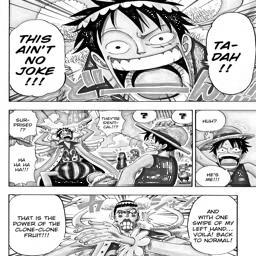 TA-
DAH
!!
THIS
AIN'T
NO
JOKE!!!
HUH?
HE'S
ME!!!
?
?
THEY'RE
IDENTI-
CAL!?
SUR-
PRISED
!?
HA
HA HA
HA!!!
AND
WITH ONE
SWIPE OF MY
LEFT HAND...
VOILA! BACK
TO NORMAL!
THAT IS THE
POWER OF THE
CLONE-CLONE
FRUIT!!!